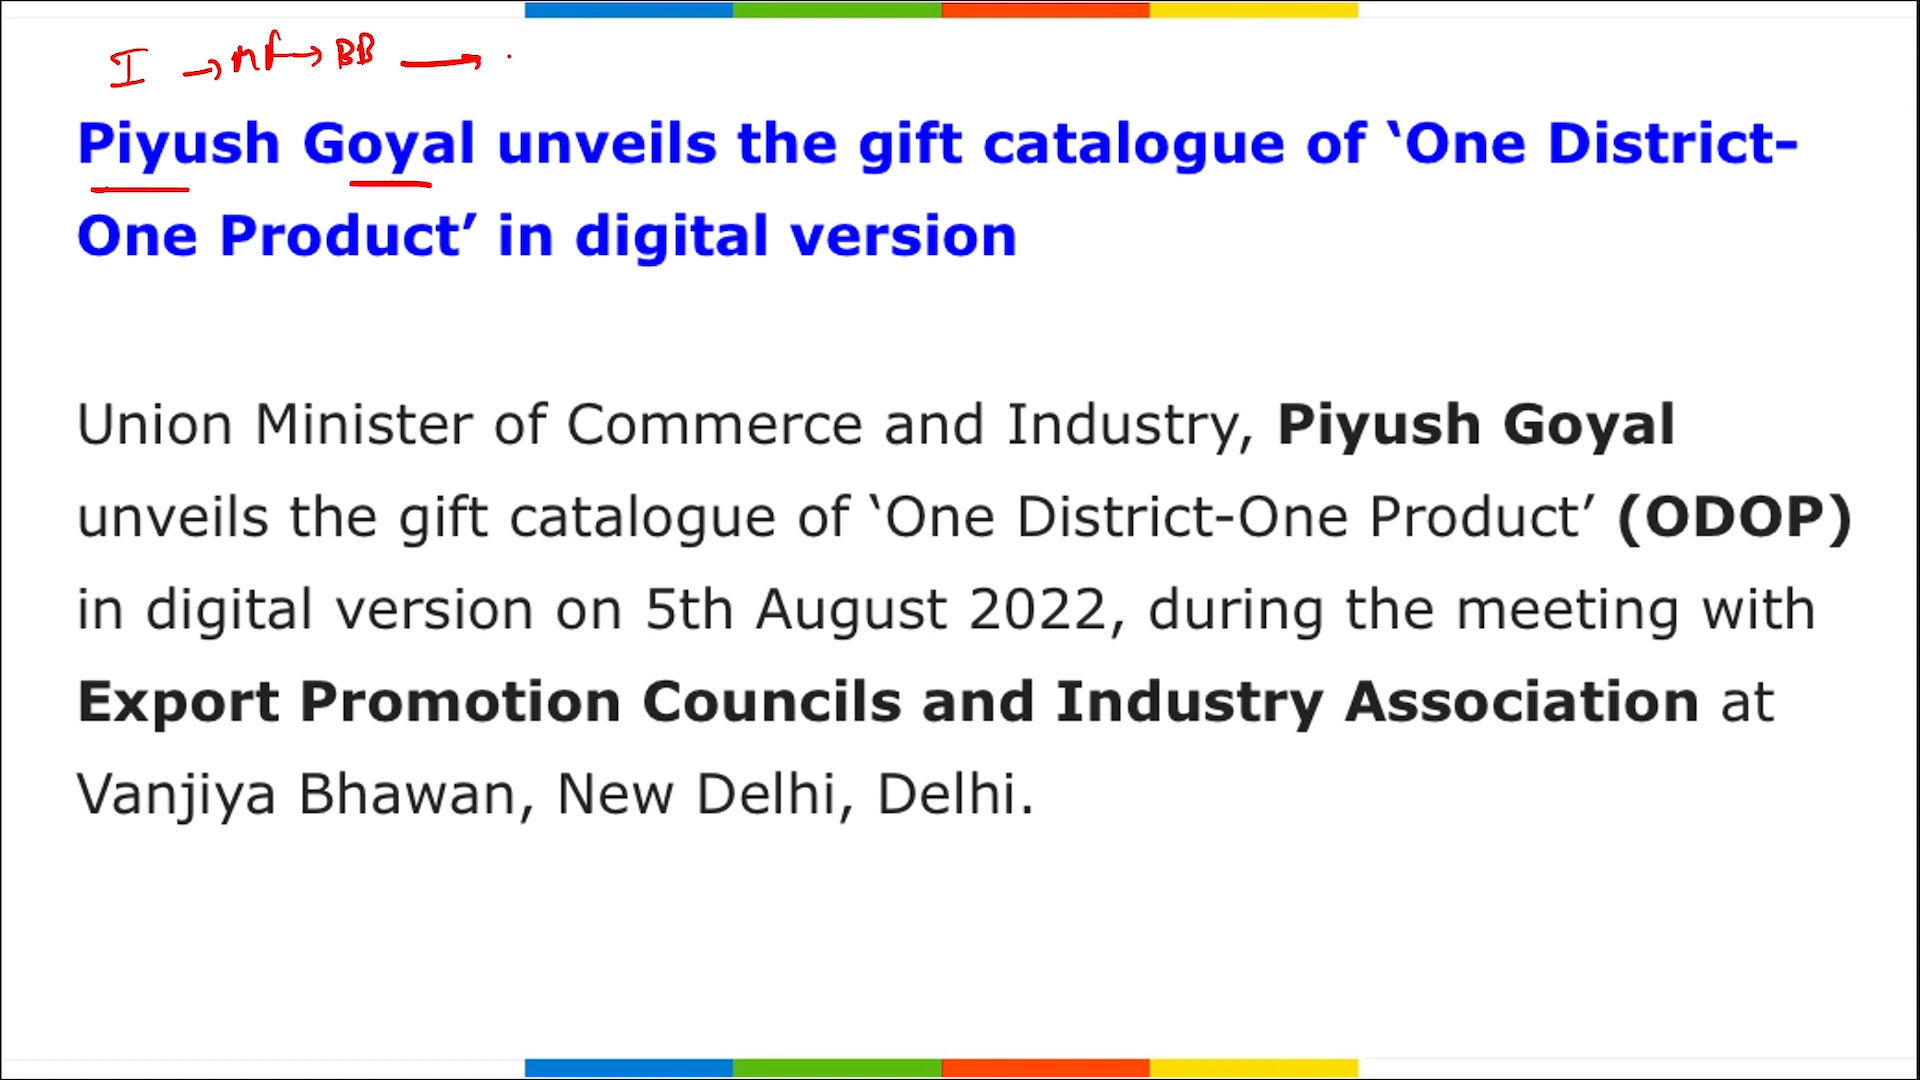 I → → BB →
Piyush Goyal unveils the gift catalogue of ‘One District-
One Product’ in digital version
Union Minister of Commerce and Industry, Piyush Goyal
unveils the gift catalogue of ‘One District-One Product’ (ODOP)
in digital version on 5th August 2022, during the meeting with
Export Promotion Councils and Industry Association at
Vanjiya Bhawan, New Delhi, Delhi.